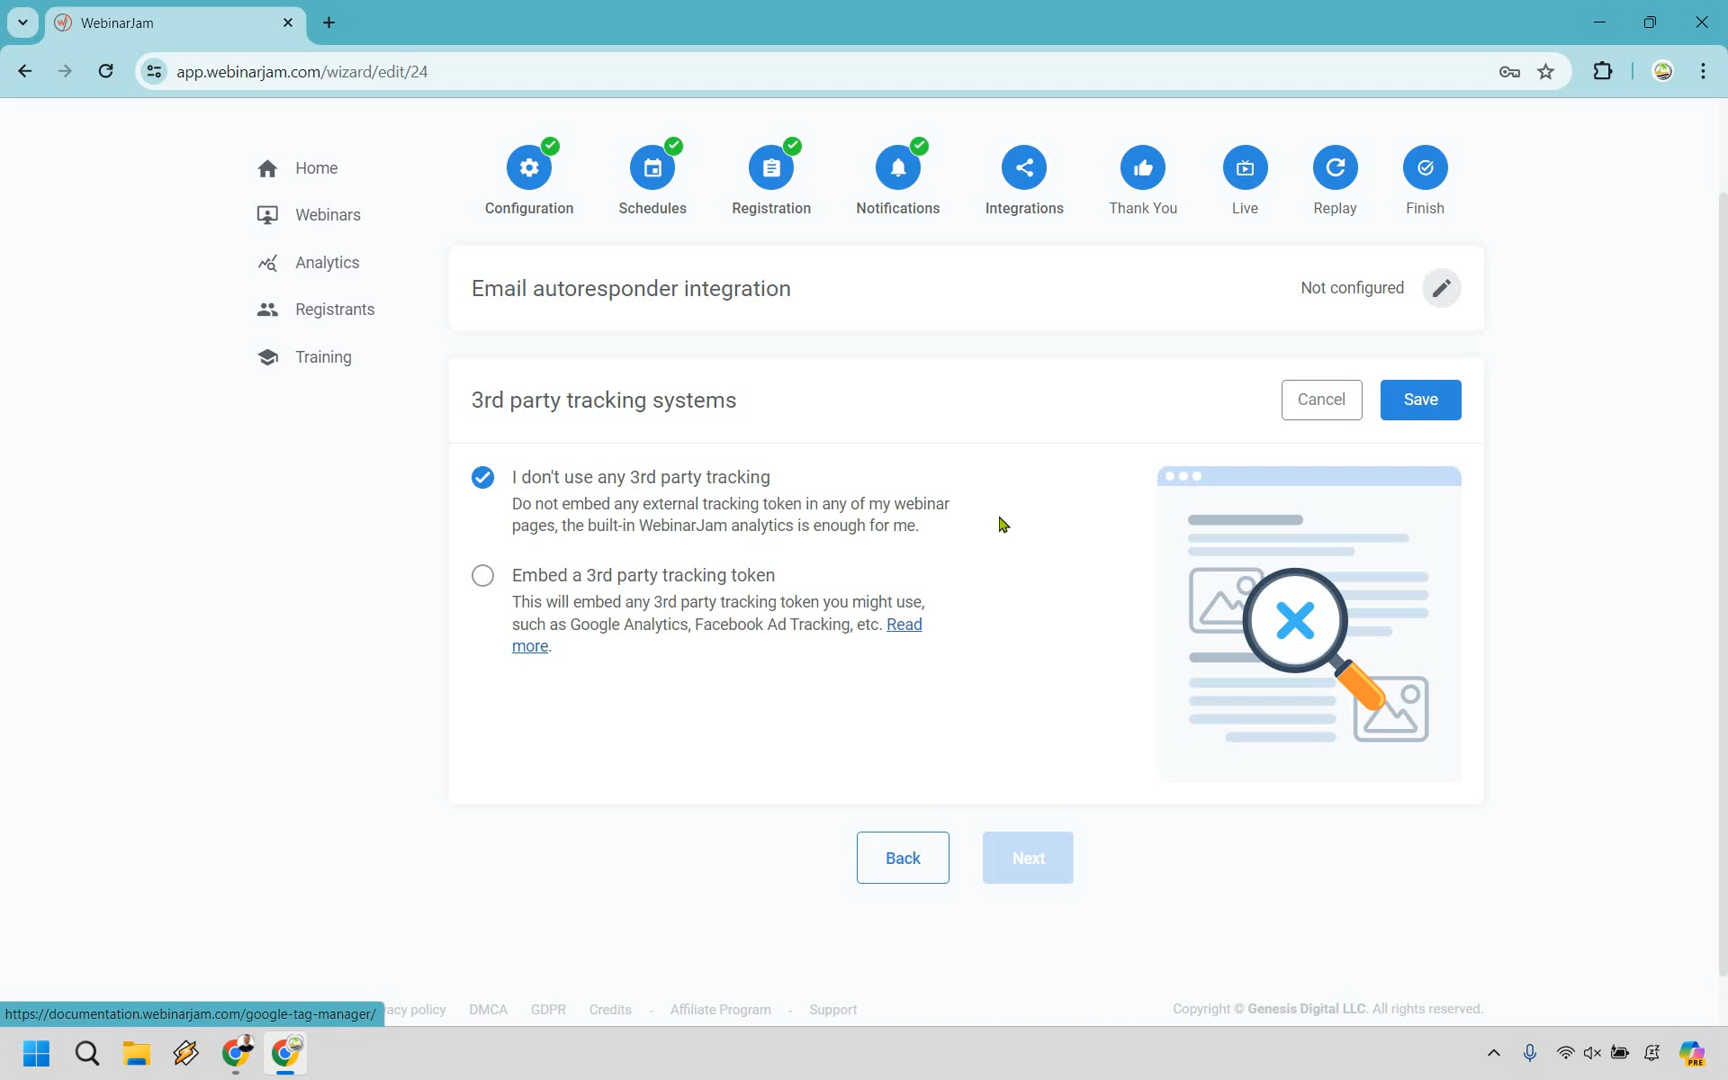 WebinarJam
app.webinarjam.com/wizard/edit/24
Home
Webinars
Analytics
Registrants
Training
Configuration
Schedules
Registration
Notifications
Integrations
Thank You
Live
Replay
Finish
Email autoresponder integration
Not configured
3rd party tracking systems
Cancel
Save
I don't use any 3rd party tracking
Do not embed any external tracking token in any of my webinar
pages, the built-in WebinarJam analytics is enough for me.
Embed a 3rd party tracking token
This will embed any 3rd party tracking token you might use,
such as Google Analytics, Facebook Ad Tracking, etc. Read
more.
Back
Next
https://documentation.webinarjam.com/google-tag-manager/
acy policy DMCA GDPR Credits - Affiliate Program - Support
Copyright © Genesis Digital LLC. All rights reserved.
PRE